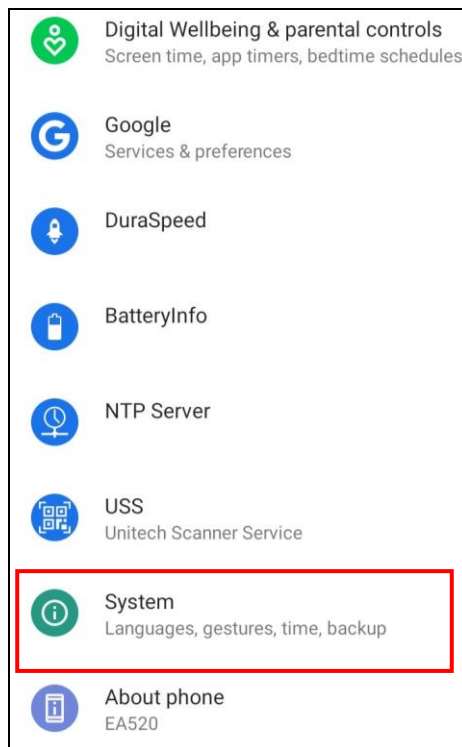 Digital Wellbeing & parental controls
Screen time, app timers, bedtime schedules
Google
Services & preferences
DuraSpeed
BatteryInfo
NTP Server
USS
Unitech Scanner Service
System
Languages, gestures, time, backup
About phone
EA520